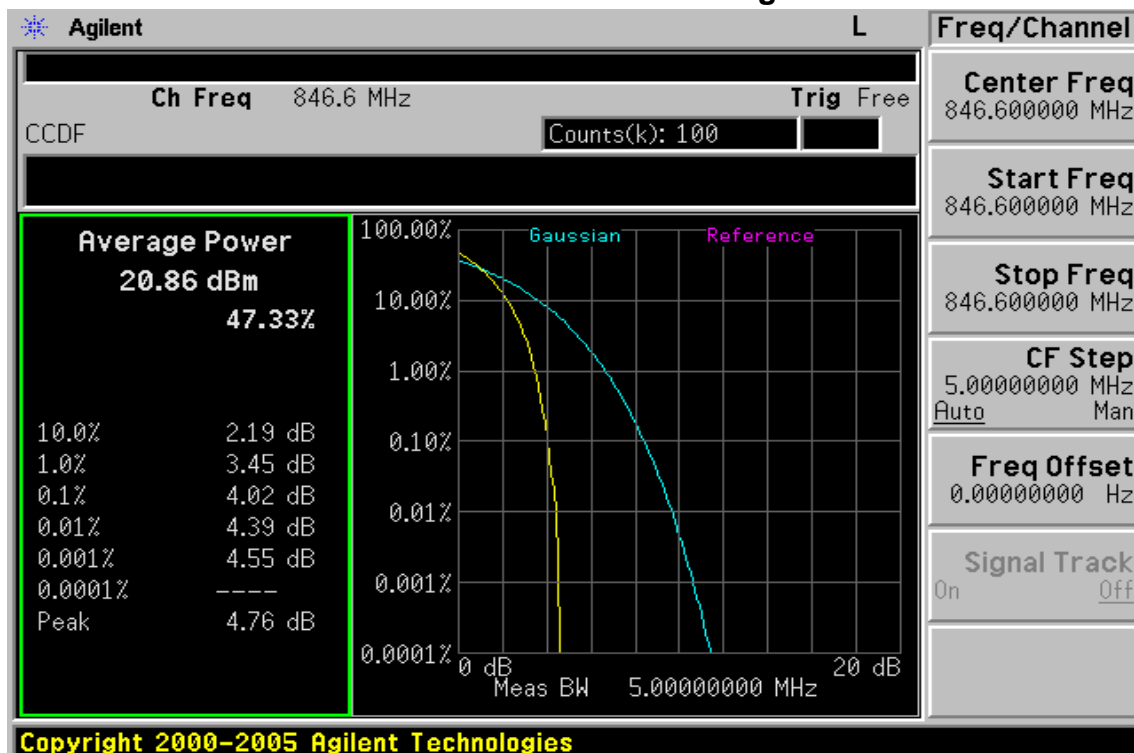 Agilent L Freq/Channel
Ch Freq 846.6 MHz Trig Free
CCDF Counts(k): 100
Center Freq
846.600000 MHz
Start Freq
846.600000 MHz
Stop Freq
846.600000 MHz
CF Step
5.00000000 MHz
Auto Man
Freq Offset
0.00000000 Hz
Signal Track
On Off
Average Power
20.86 dBm
47.33%
10.0% 2.19 dB
1.0% 3.45 dB
0.1% 4.02 dB
0.01% 4.39 dB
0.001% 4.55 dB
0.0001% ----
Peak 4.76 dB
Gaussian Reference
100.00%
10.00%
1.00%
0.10%
0.01%
0.001%
0.0001%
0 dB 20 dB
Meas BW 5.00000000 MHz
Copyright 2000-2005 Agilent Technologies